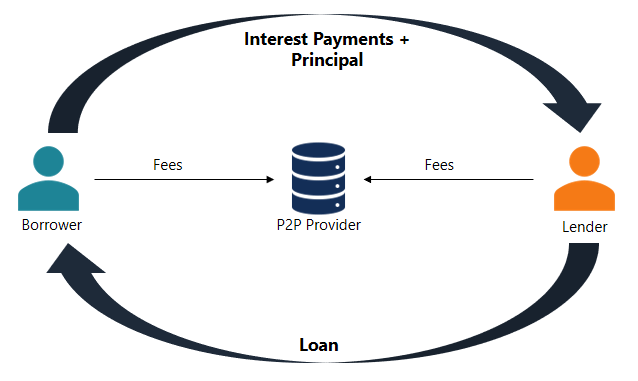 Interest Payments +
Principal
Fees
Fees
Borrower
P2P Provider
Lender
Loan